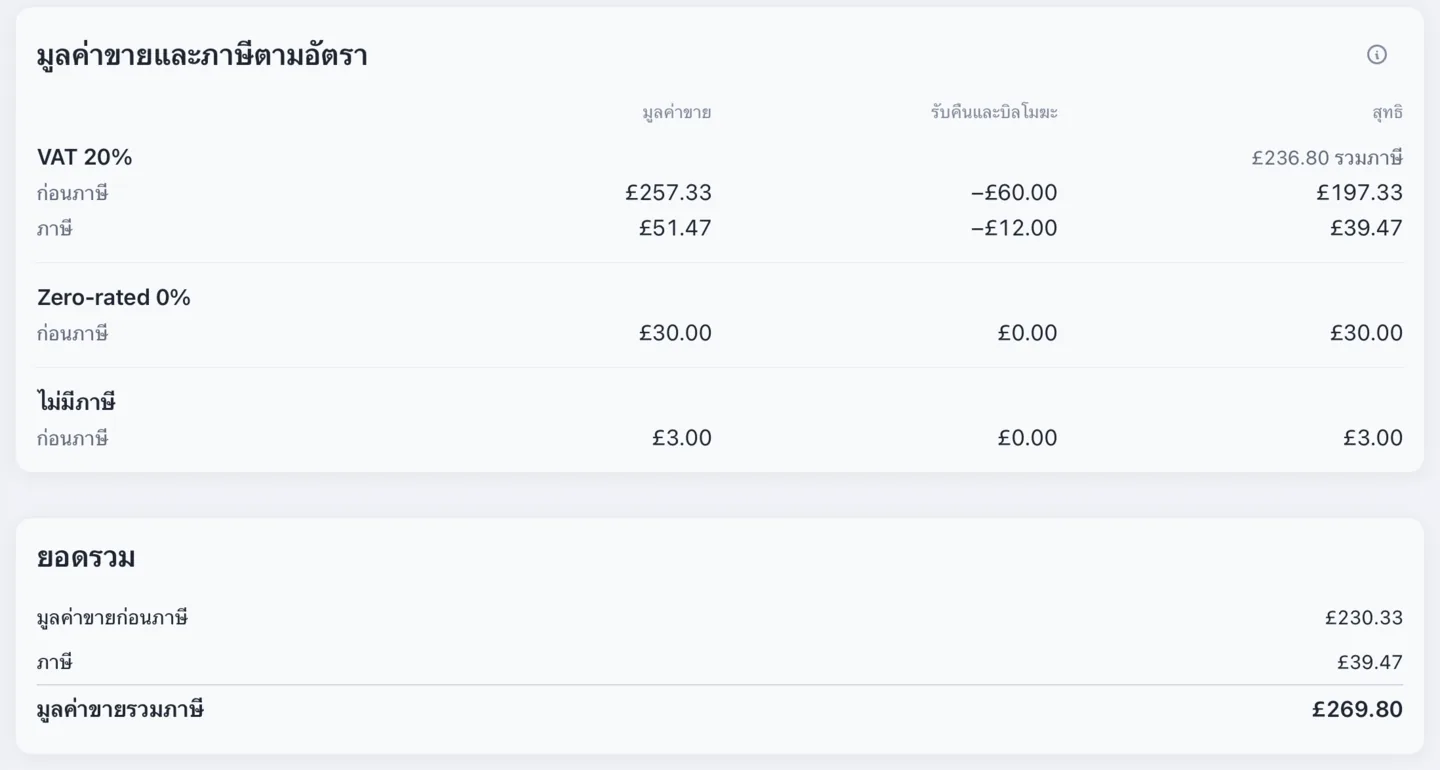 มูลค่าขายและภาษีตามอัตรา
มูลค่าขาย รับคืนและบิลโมฆะ สุทธิ
VAT 20% £236.80 รวมภาษี
ก่อนภาษี £257.33 −£60.00 £197.33
ภาษี £51.47 −£12.00 £39.47
Zero-rated 0%
ก่อนภาษี £30.00 £0.00 £30.00
ไม่มีภาษี
ก่อนภาษี £3.00 £0.00 £3.00
ยอดรวม
มูลค่าขายก่อนภาษี £230.33
ภาษี £39.47
มูลค่าขายรวมภาษี £269.80